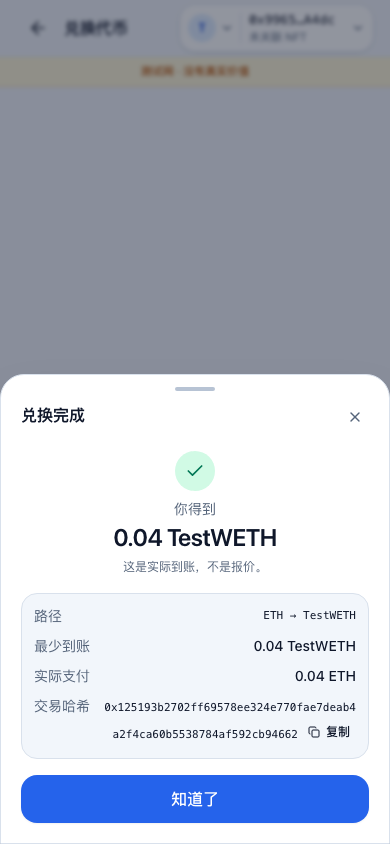 兑换代币
兑换完成
你得到
0.04 TestWETH
这是实际到账，不是报价。
路径
ETH → TestWETH
最少到账
0.04 TestWETH
实际支付
0.04 ETH
交易哈希
0x125193b2702ff69578ee324e770fae7deab4
a2f4ca60b5538784af592cb94662
复制
知道了